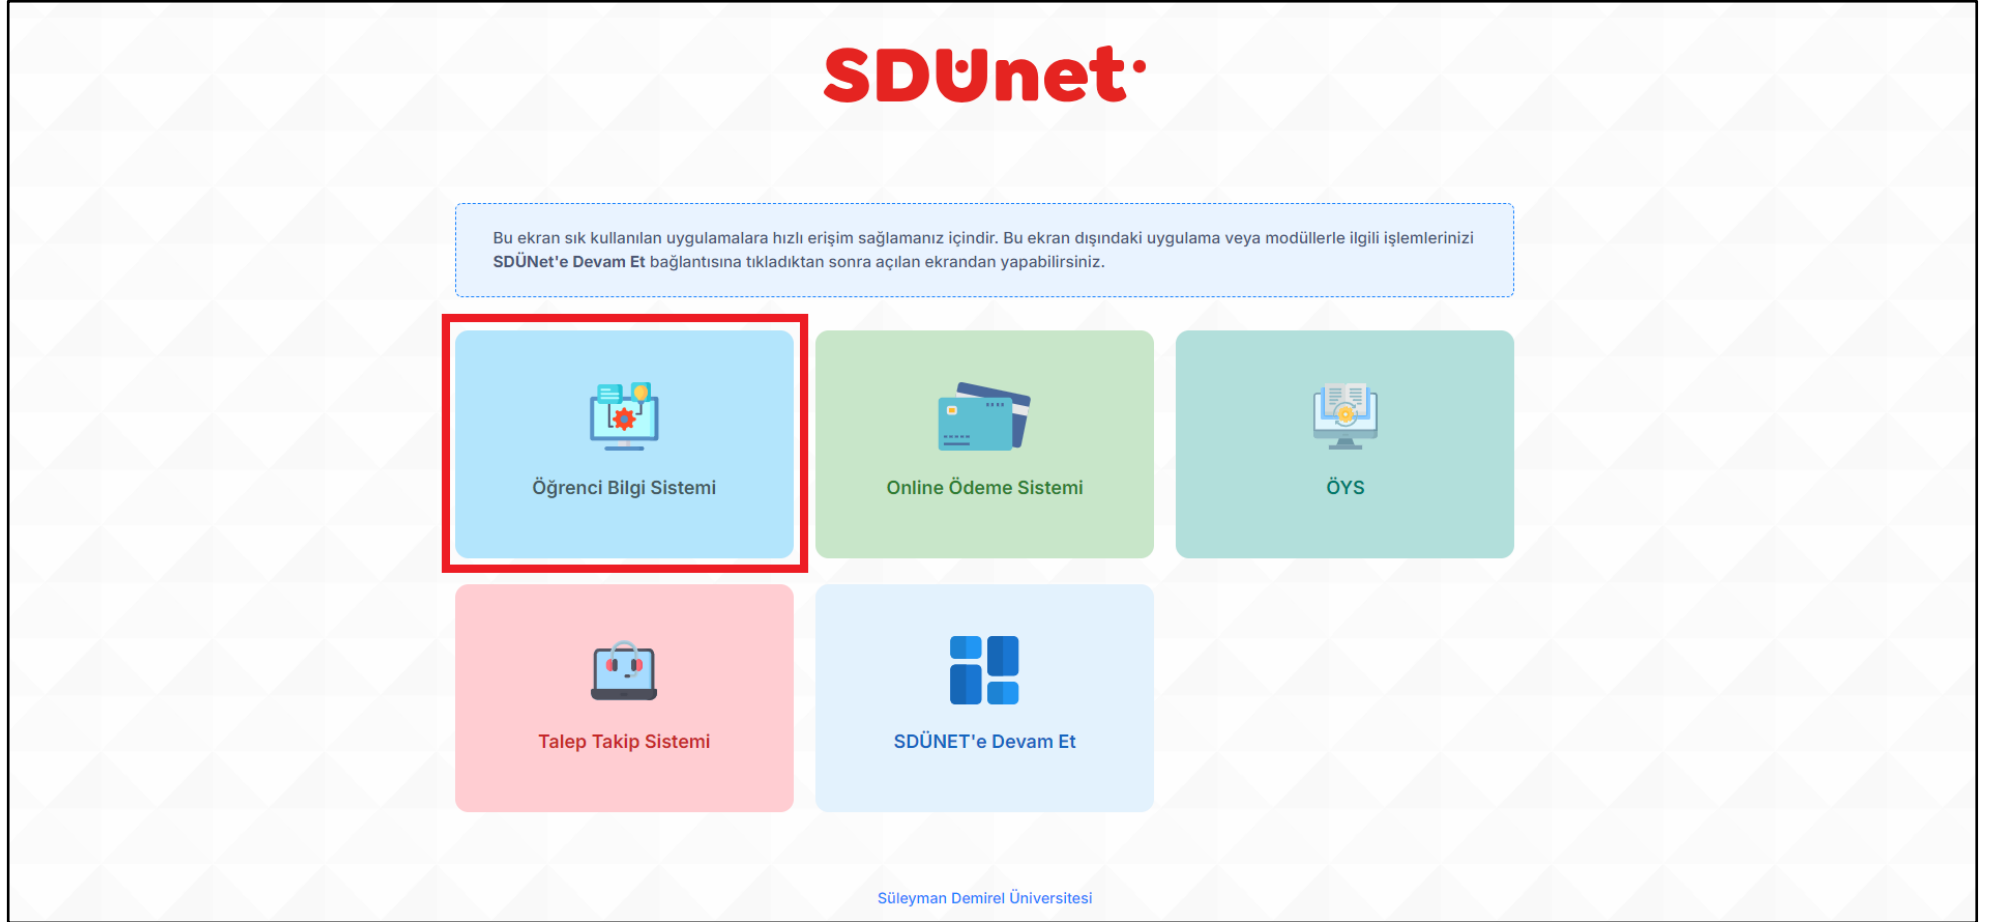 SDÜnet
Bu ekran sık kullanılan uygulamalara hızlı erişim sağlamanız içindir. Bu ekran dışındaki uygulama veya modüllerle ilgili işlemlerinizi
SDÜNet'e Devam Et bağlantısına tıkladıktan sonra açılan ekrandan yapabilirsiniz.
Öğrenci Bilgi Sistemi
Online Ödeme Sistemi
ÖYS
Talep Takip Sistemi
SDÜNET'e Devam Et
Süleyman Demirel Üniversitesi